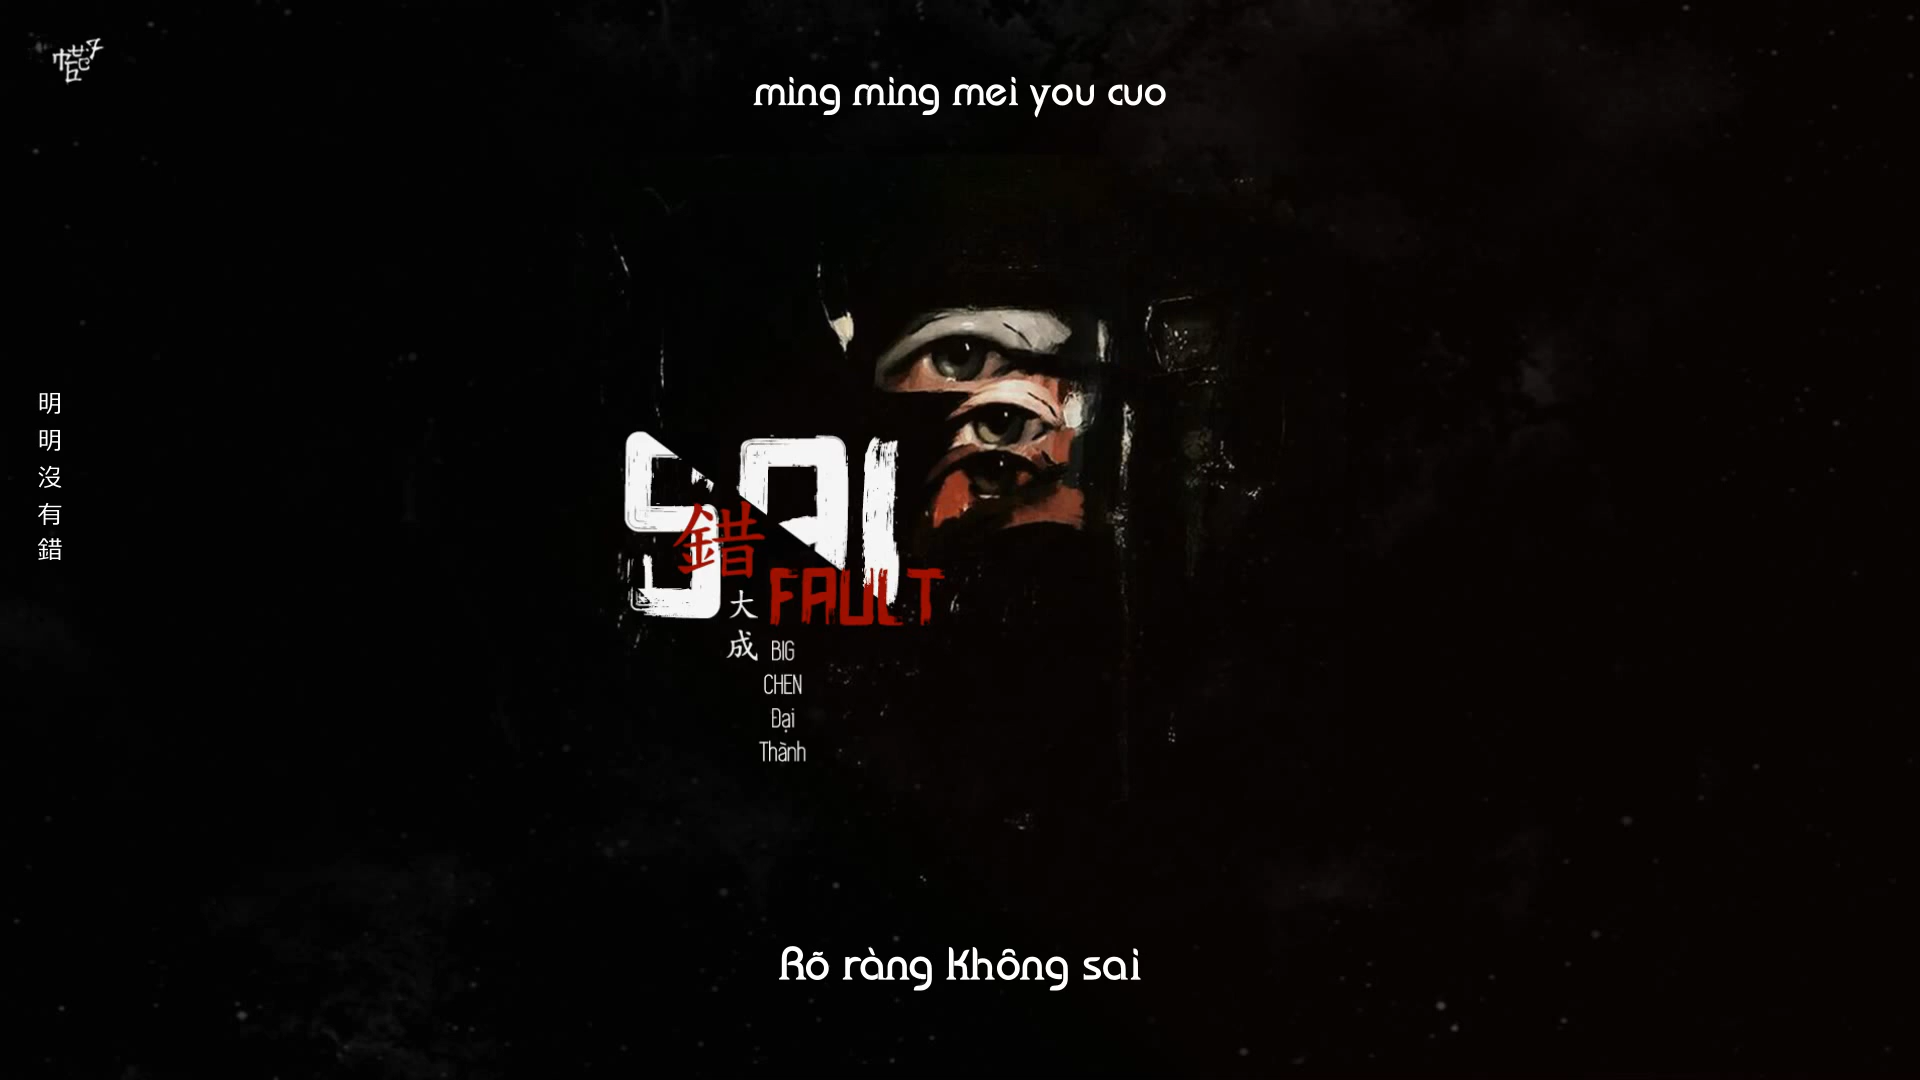 ming ming mei you cuo
明明沒有錯
SAI
錯
FAULT
大成
BIG
CHEN
Đại
Thành
Rõ ràng không sai